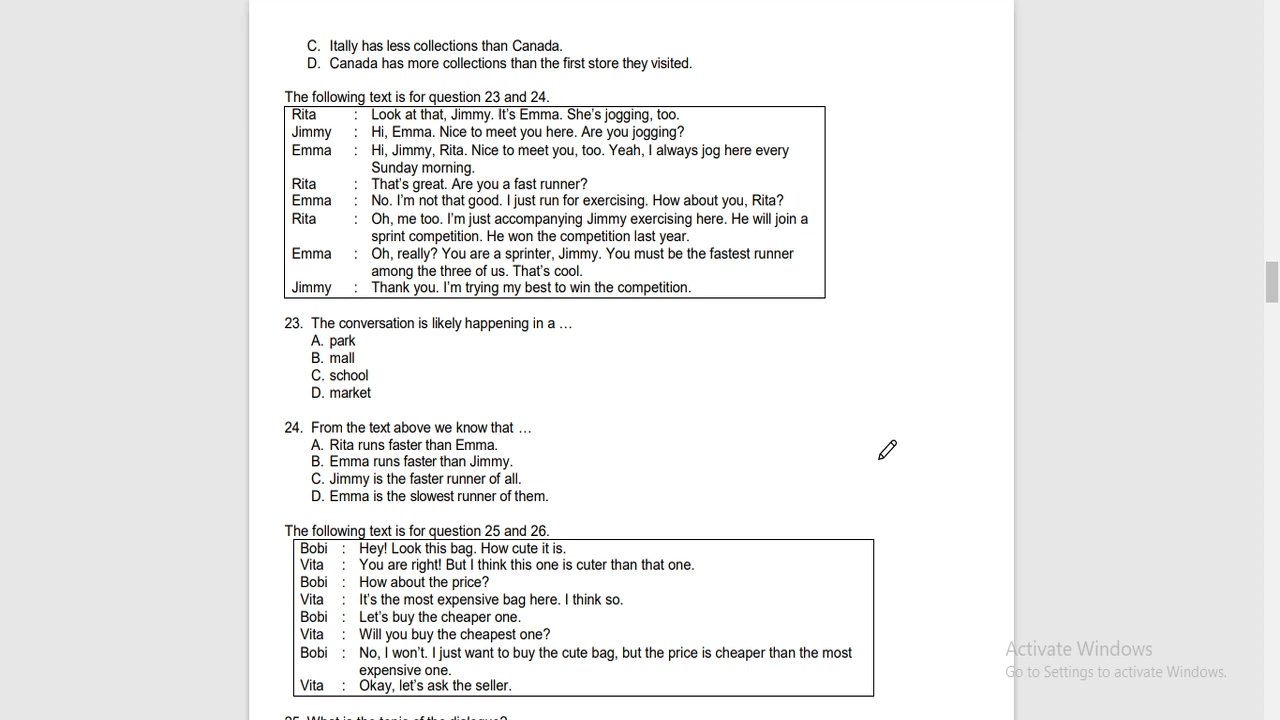 C. Itally has less collections than Canada.
D. Canada has more collections than the first store they visited.
The following text is for question 23 and 24.
Rita : Look at that, Jimmy. It's Emma. She's jogging, too.
Jimmy : Hi, Emma. Nice to meet you here. Are you jogging?
Emma : Hi, Jimmy, Rita. Nice to meet you, too. Yeah, I always jog here every
Sunday morning.
Rita : That's great. Are you a fast runner?
Emma : No. I'm not that good. I just run for exercising. How about you, Rita?
Rita : Oh, me too. I'm just accompanying Jimmy exercising here. He will join a
sprint competition. He won the competition last year.
Emma : Oh, really? You are a sprinter, Jimmy. You must be the fastest runner
among the three of us. That's cool.
Jimmy : Thank you. I'm trying my best to win the competition.
23. The conversation is likely happening in a …
A. park
B. mall
C. school
D. market
24. From the text above we know that …
A. Rita runs faster than Emma.
B. Emma runs faster than Jimmy.
C. Jimmy is the faster runner of all.
D. Emma is the slowest runner of them.
The following text is for question 25 and 26.
Bobi : Hey! Look this bag. How cute it is.
Vita : You are right! But I think this one is cuter than that one.
Bobi : How about the price?
Vita : It's the most expensive bag here. I think so.
Bobi : Let's buy the cheaper one.
Vita : Will you buy the cheapest one?
Bobi : No, I won't. I just want to buy the cute bag, but the price is cheaper than the most
expensive one.
Vita : Okay, let's ask the seller.
25. What is the topic of the dialogue?
Activate Windows
Go to Settings to activate Windows.